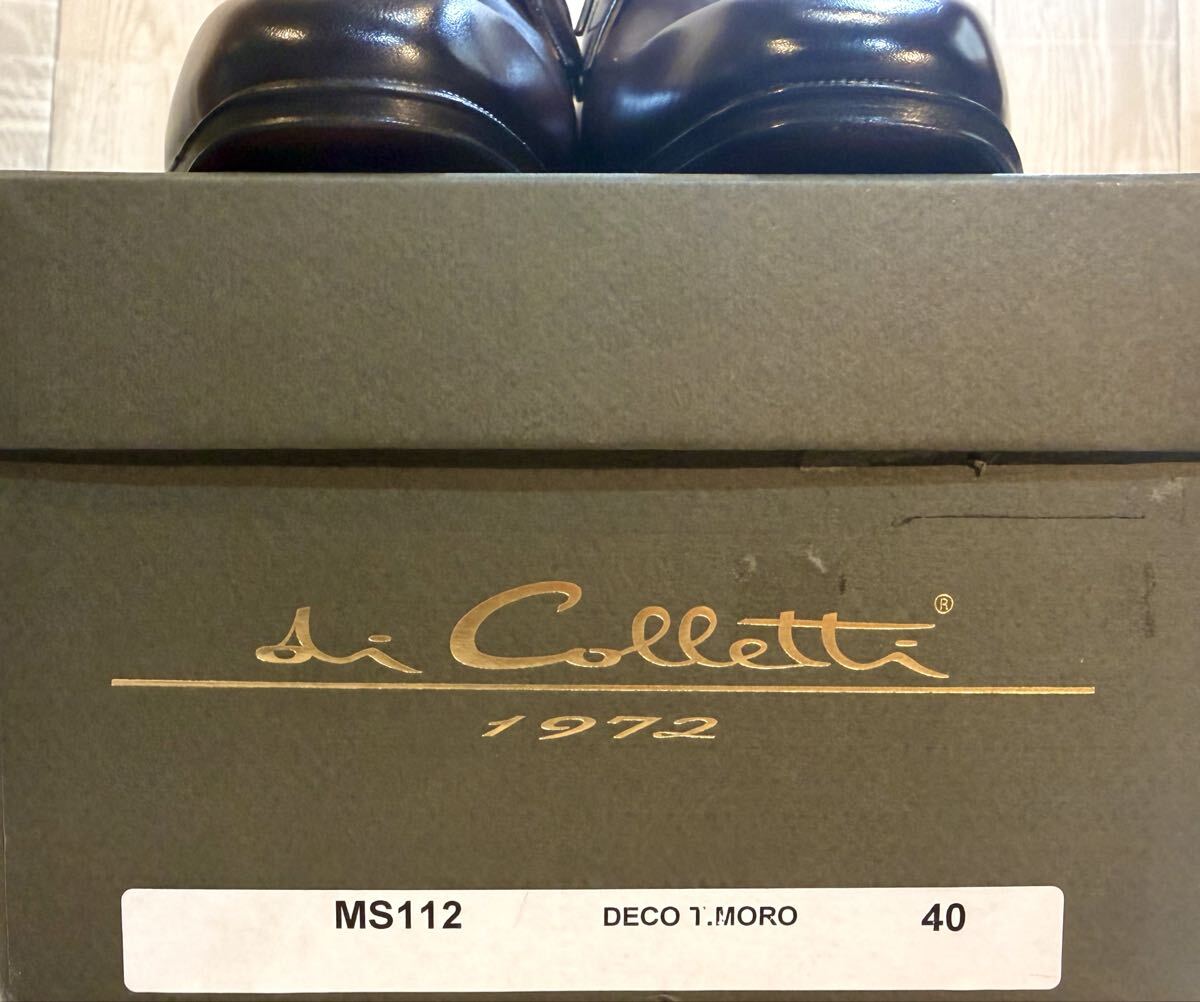 di Colletti ®
1972
MS112 DECO T.MORO 40